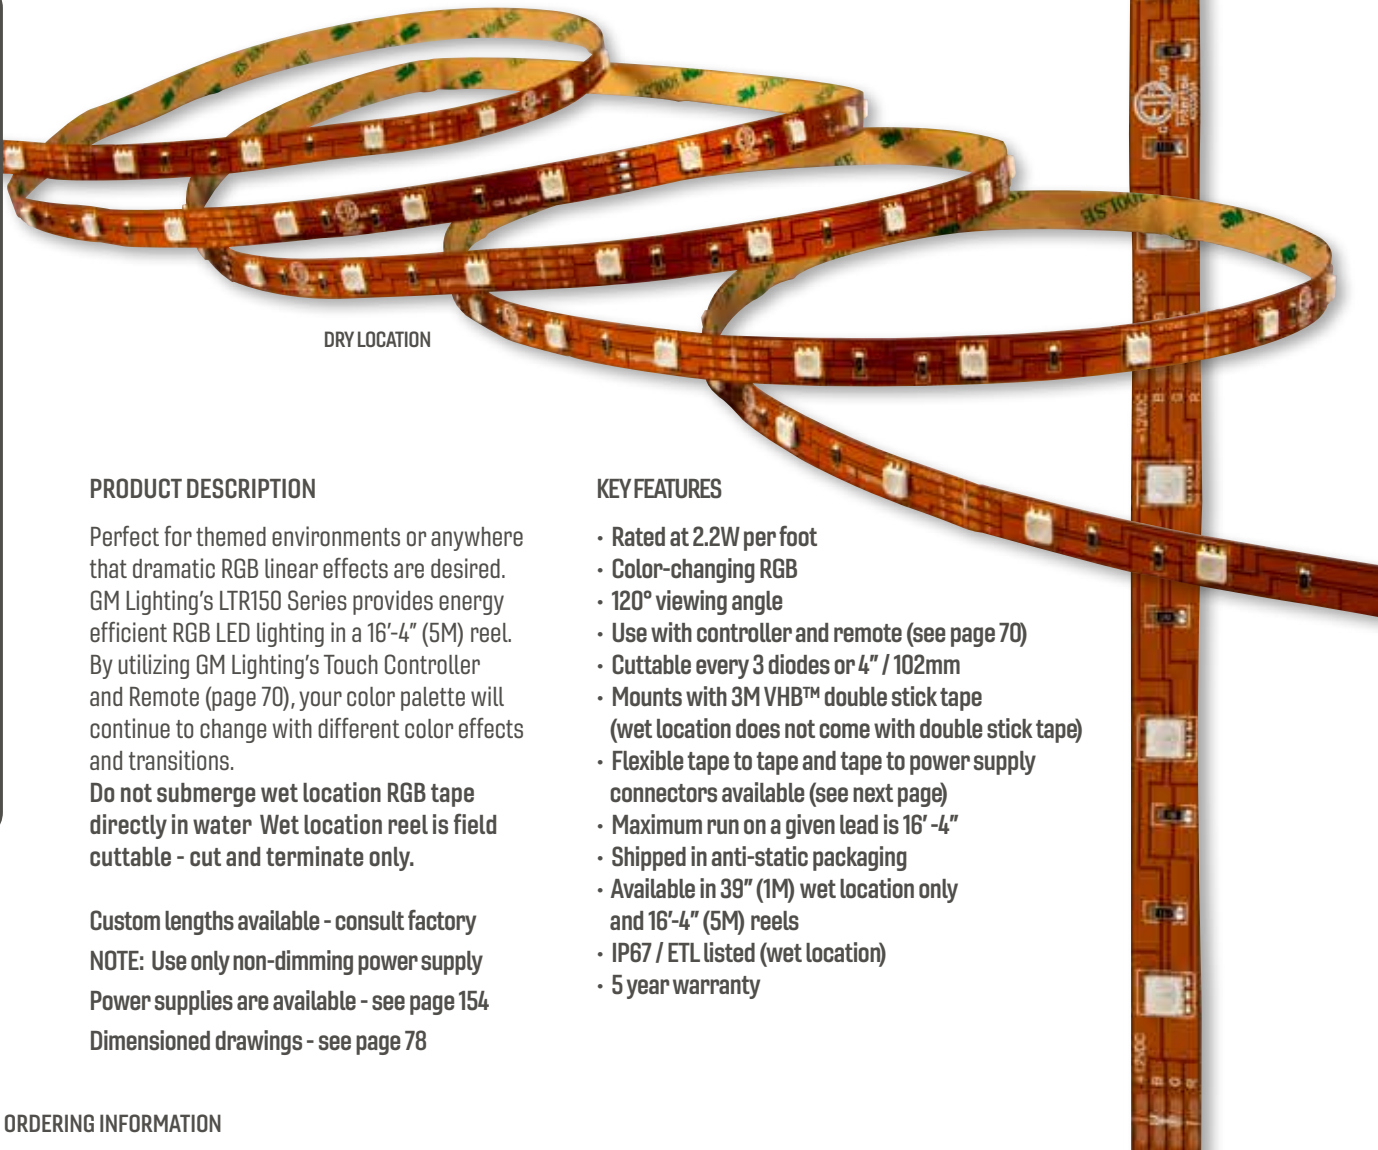 DRY LOCATION
PRODUCT DESCRIPTION
Perfect for themed environments or anywhere
that dramatic RGB linear effects are desired.
GM Lighting's LTR150 Series provides energy
efficient RGB LED lighting in a 16'-4" (5M) reel.
By utilizing GM Lighting's Touch Controller
and Remote (page 70), your color palette will
continue to change with different color effects
and transitions.
Do not submerge wet location RGB tape
directly in water  Wet location reel is field
cuttable - cut and terminate only.
Custom lengths available - consult factory
NOTE: Use only non-dimming power supply
Power supplies are available - see page 154
Dimensioned drawings - see page 78
KEY FEATURES
· Rated at 2.2W per foot
· Color-changing RGB
· 120° viewing angle
· Use with controller and remote (see page 70)
· Cuttable every 3 diodes or 4" / 102mm
· Mounts with 3M VHB™ double stick tape
(wet location does not come with double stick tape)
· Flexible tape to tape and tape to power supply
connectors available (see next page)
· Maximum run on a given lead is 16' -4"
· Shipped in anti-static packaging
· Available in 39" (1M) wet location only
and 16'-4" (5M) reels
· IP67 / ETL listed (wet location)
· 5 year warranty
ORDERING INFORMATION
3M 300LSE
+12VDC
B
G
R
+12VDC
B
G
R